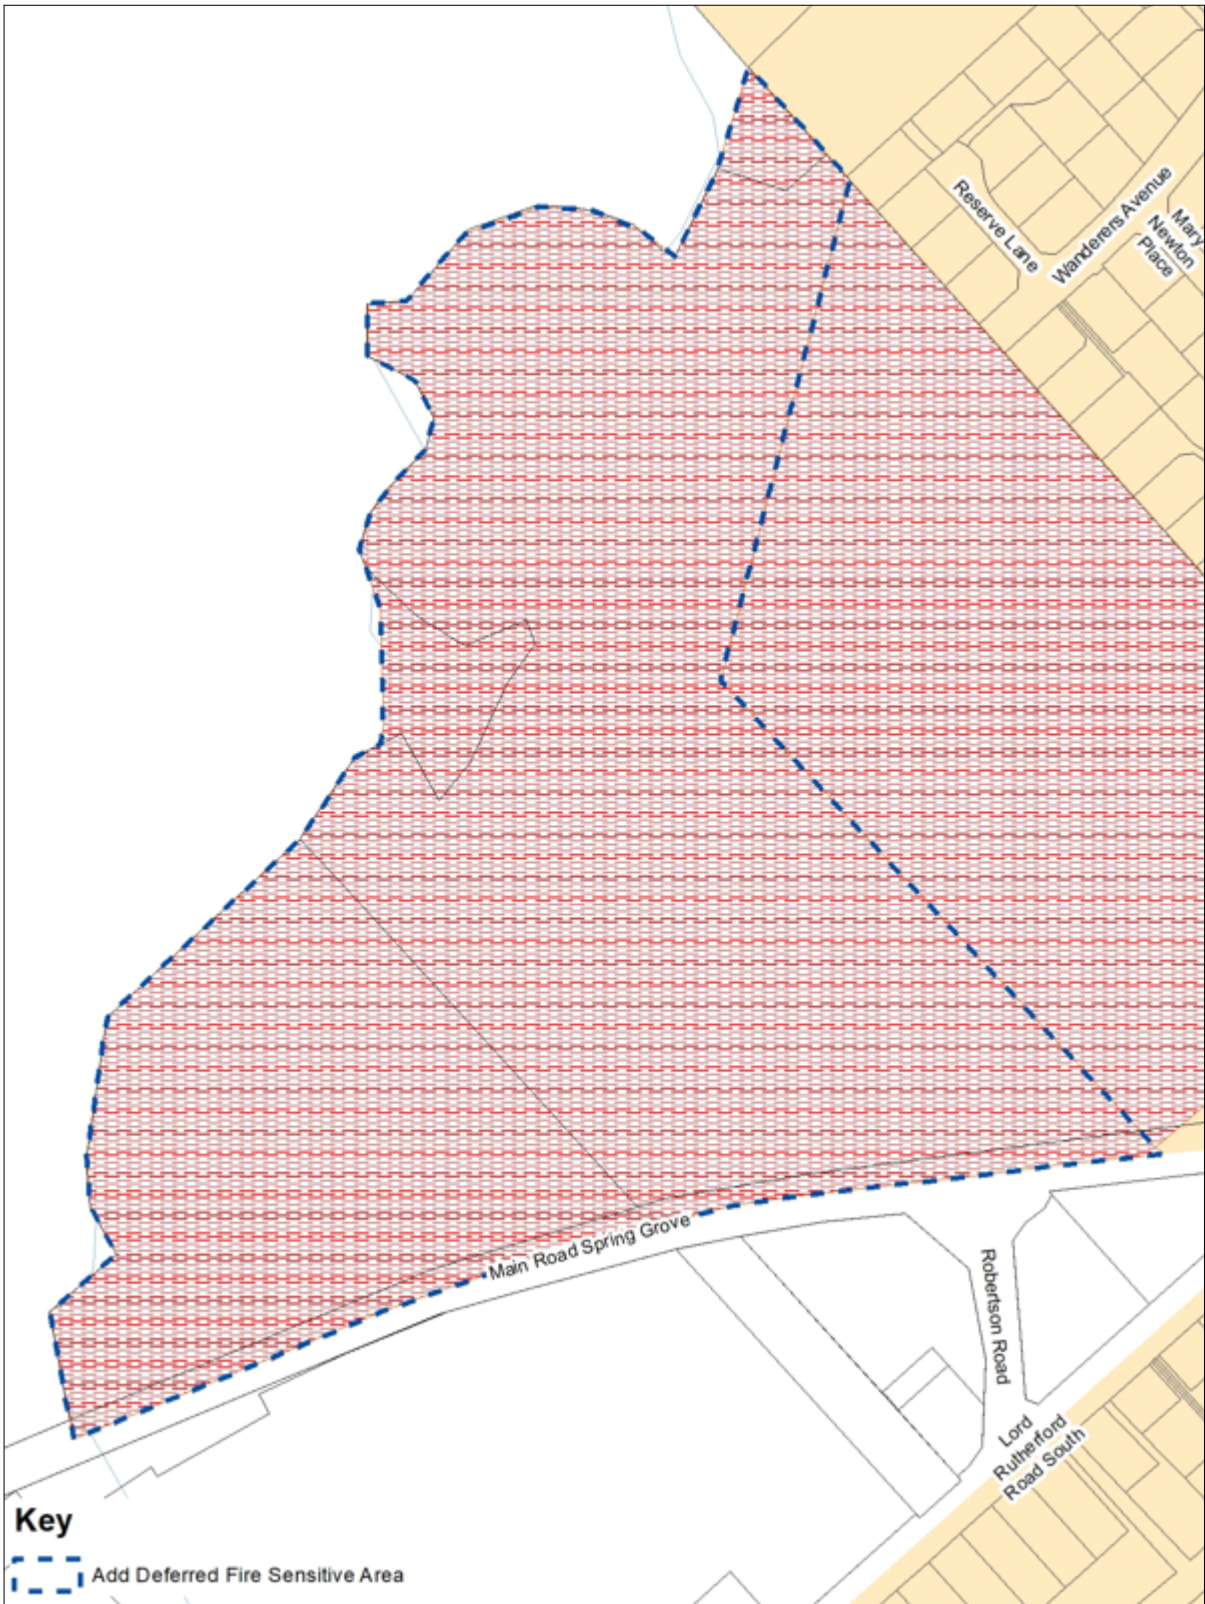 Reserve Lane
Wanderers Avenue
Mary
Newton
Place
Main Road Spring Grove
Robertson Road
Lord
Rutherford
Road South
Key
Add Deferred Fire Sensitive Area